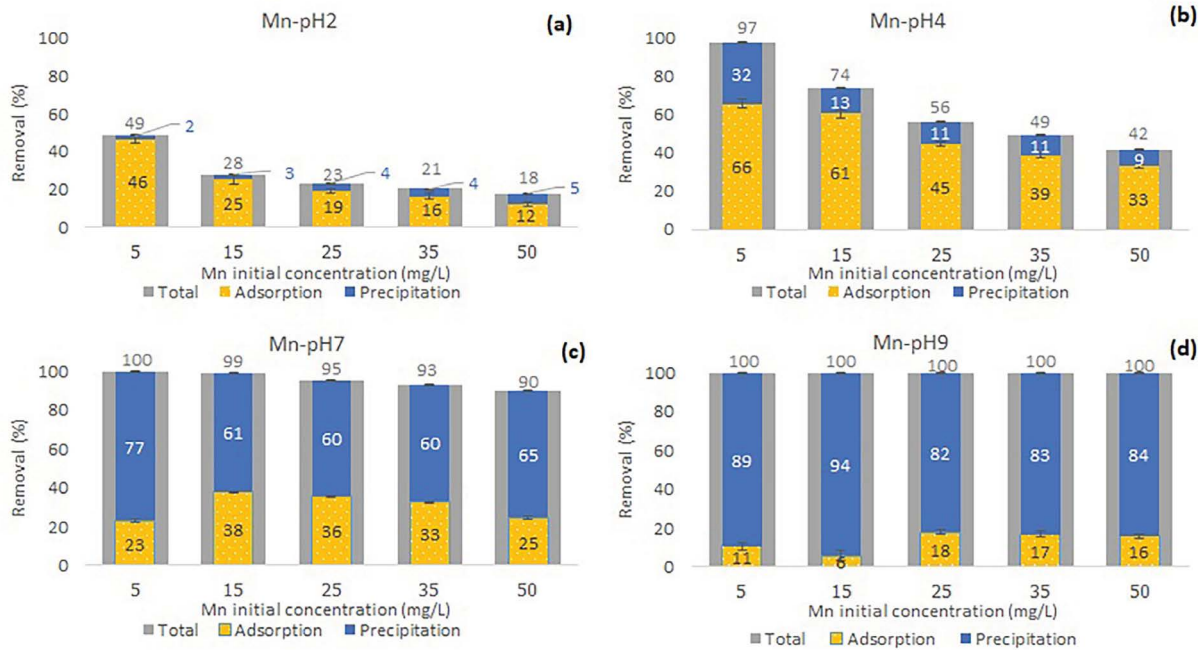 Mn-pH2
(a)
Removal (%)
100
80
60
40
20
0
49
28
23
21
18
2
3
4
4
5
46
25
19
16
12
5 15 25 35 50
Mn initial concentration (mg/L)
Total Adsorption Precipitation
Mn-pH4
(b)
Removal (%)
100
80
60
40
20
0
97
74
56
49
42
32
13
11
11
9
66
61
45
39
33
5 15 25 35 50
Mn initial concentration (mg/L)
Total Adsorption Precipitation
Mn-pH7
(c)
Removal (%)
100
80
60
40
20
0
100 99 95 93 90
77 61 60 60 65
23 38 36 33 25
5 15 25 35 50
Mn initial concentration (mg/L)
Total Adsorption Precipitation
Mn-pH9
(d)
Removal (%)
100
80
60
40
20
0
100 100 100 100 100
89 94 82 83 84
11 6 18 17 16
5 15 25 35 50
Mn initial concentration (mg/L)
Total Adsorption Precipitation